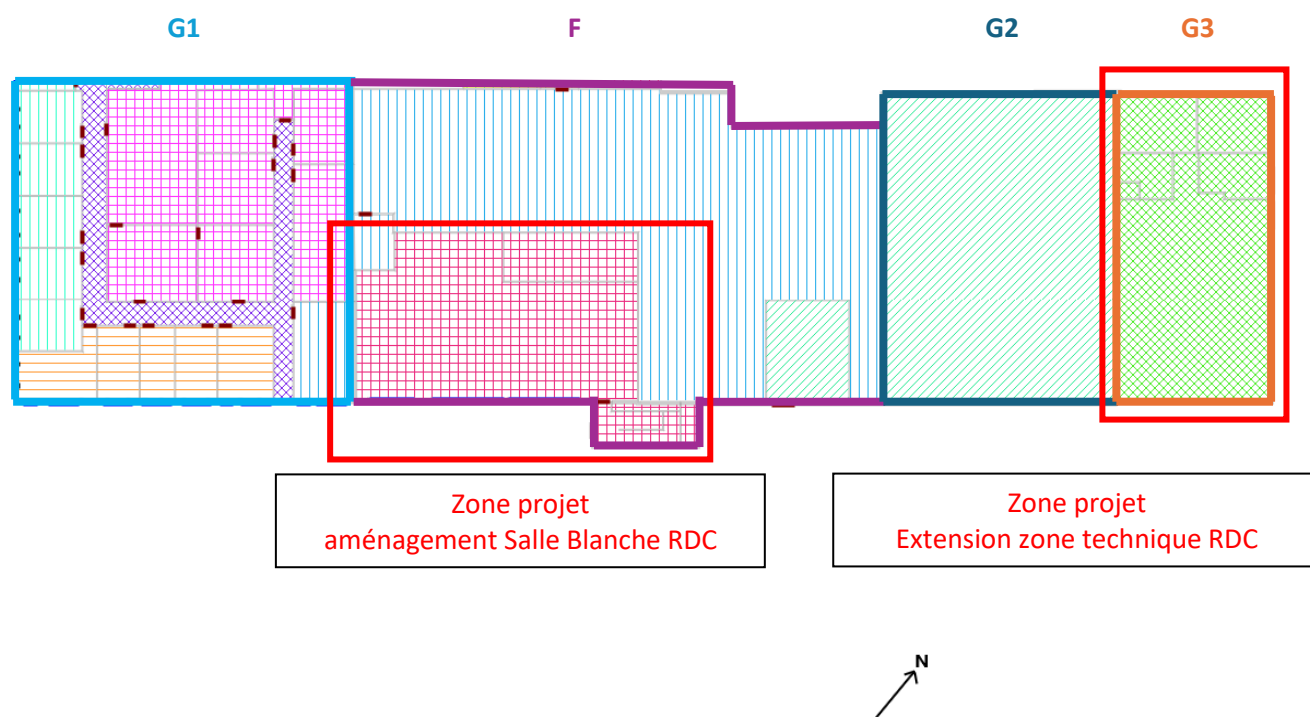 G1
F
G2
G3
Zone projet
aménagement Salle Blanche RDC
Zone projet
Extension zone technique RDC
N